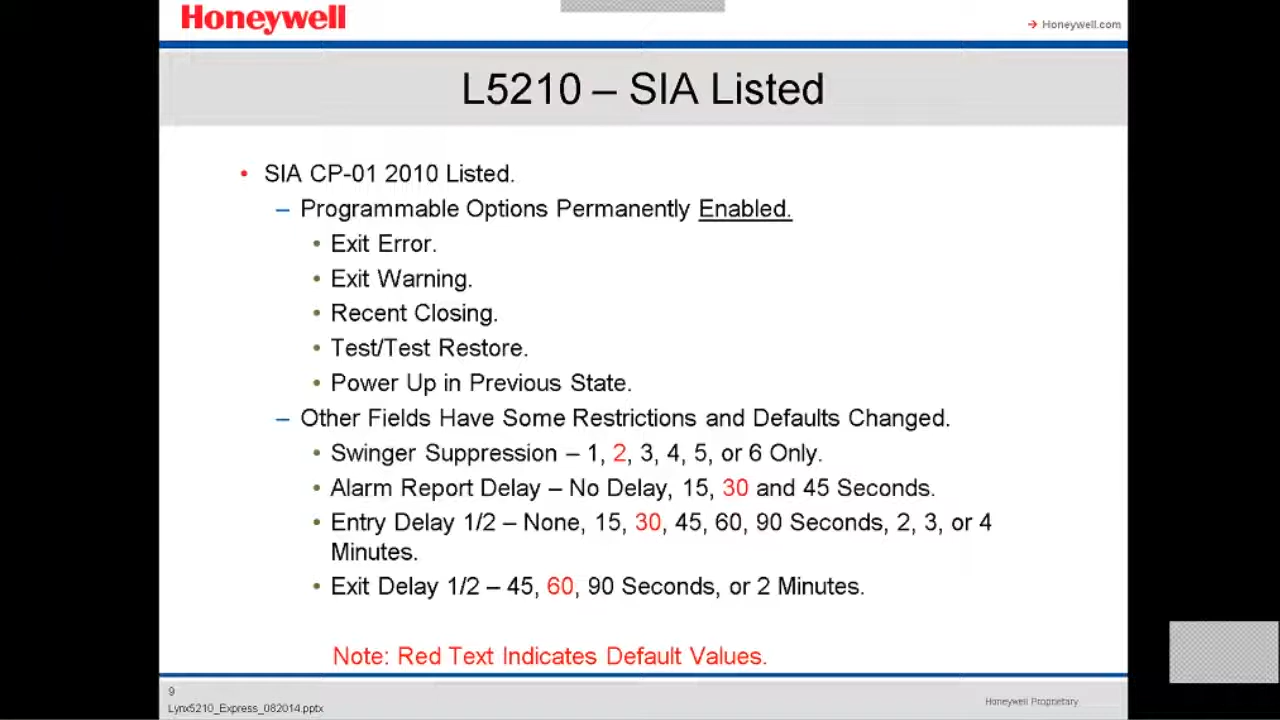 Honeywell
Honeywell.com
L5210 – SIA Listed
• SIA CP-01 2010 Listed.
– Programmable Options Permanently Enabled.
• Exit Error.
• Exit Warning.
• Recent Closing.
• Test/Test Restore.
• Power Up in Previous State.
– Other Fields Have Some Restrictions and Defaults Changed.
• Swinger Suppression – 1, 2, 3, 4, 5, or 6 Only.
• Alarm Report Delay – No Delay, 15, 30 and 45 Seconds.
• Entry Delay 1/2 – None, 15, 30, 45, 60, 90 Seconds, 2, 3, or 4
Minutes.
• Exit Delay 1/2 – 45, 60, 90 Seconds, or 2 Minutes.
Note: Red Text Indicates Default Values.
9
Lynx5210_Express_082014.pptx
Honeywell Proprietary